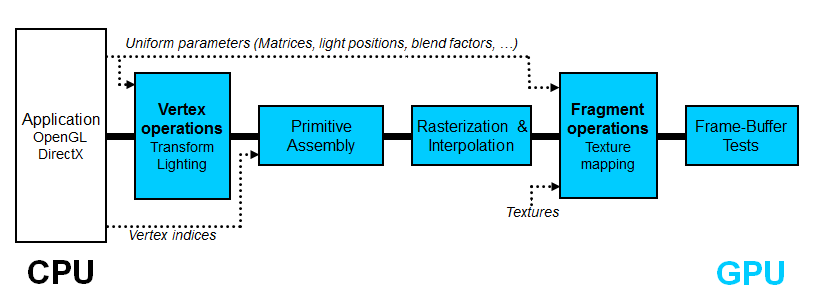 Uniform parameters (Matrices, light positions, blend factors, …)
Application
OpenGL
DirectX
Vertex
operations
Transform
Lighting
Primitive
Assembly
Rasterization &
Interpolation
Fragment
operations
Texture
mapping
Frame-Buffer
Tests
Textures
Vertex indices
CPU
GPU